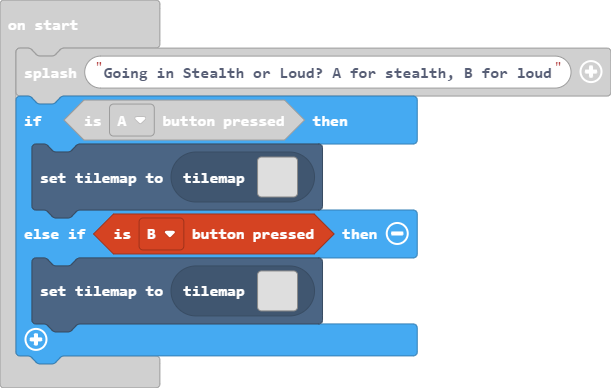 on start
splash "Going in Stealth or Loud? A for stealth, B for loud"
if is A button pressed then
set tilemap to tilemap
else if is B button pressed then
set tilemap to tilemap